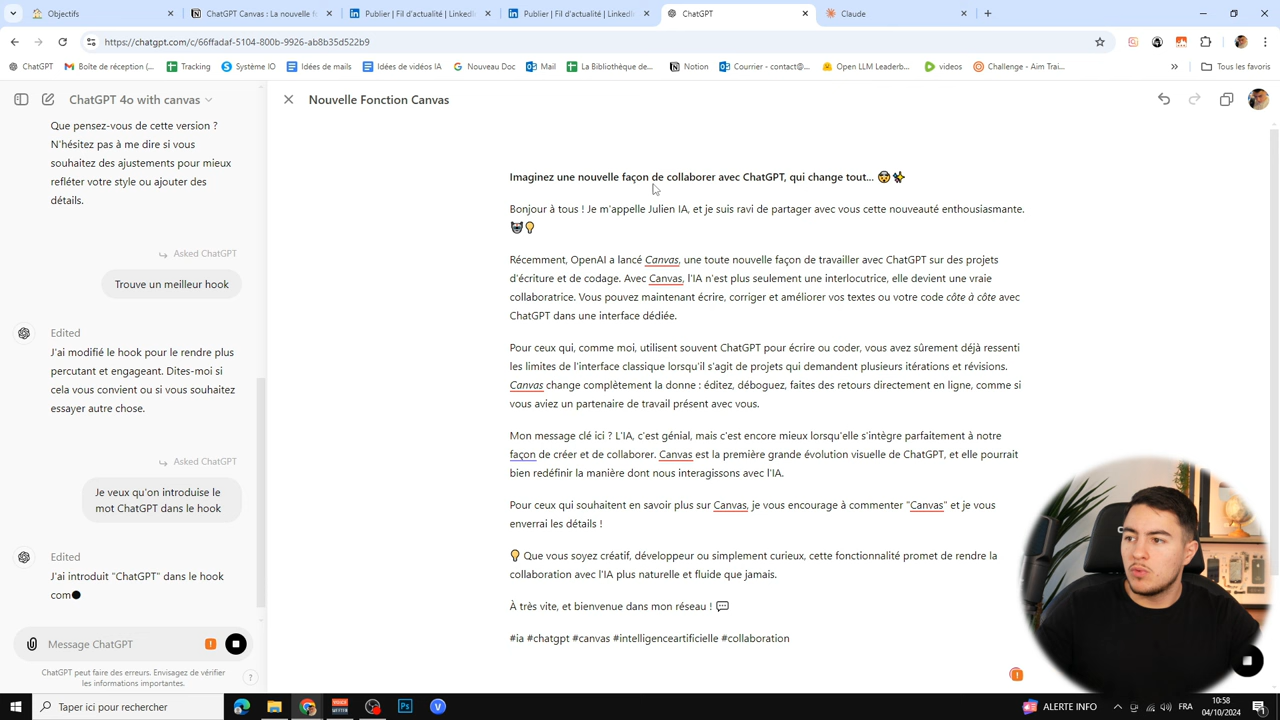 Objectifs
ChatGPT Canvas : La nouvelle f
Publier | Fil d'actualité | LinkedI
Publier | Fil d'actualité | LinkedI
ChatGPT
Claude
https://chatgpt.com/c/66ffadaf-5104-800b-9926-ab8b35d522b9
ChatGPT
Boîte de réception (...
Tracking
Système IO
Idées de mails
Idées de vidéos IA
Nouveau Doc
Mail
La Bibliothèque de...
Notion
Courrier - contact@...
Open LLM Leaderb...
videos
Challenge - Aim Trai...
»
Tous les favoris
ChatGPT 4o with canvas
Nouvelle Fonction Canvas
Que pensez-vous de cette version ?
N'hésitez pas à me dire si vous
souhaitez des ajustements pour mieux
refléter votre style ou ajouter des
détails.
Asked ChatGPT
Trouve un meilleur hook
Edited
J'ai modifié le hook pour le rendre plus
percutant et engageant. Dites-moi si
cela vous convient ou si vous souhaitez
essayer autre chose.
Asked ChatGPT
Je veux qu'on introduise le
mot ChatGPT dans le hook
Edited
J'ai introduit "ChatGPT" dans le hook
com
Message ChatGPT
ChatGPT peut faire des erreurs. Envisagez de vérifier
les informations importantes.
?
Imaginez une nouvelle façon de collaborer avec ChatGPT, qui change tout... 🤯✨
Bonjour à tous ! Je m'appelle Julien IA, et je suis ravi de partager avec vous cette nouveauté enthousiasmante.
😺💡
Récemment, OpenAI a lancé Canvas, une toute nouvelle façon de travailler avec ChatGPT sur des projets
d'écriture et de codage. Avec Canvas, l'IA n'est plus seulement une interlocutrice, elle devient une vraie
collaboratrice. Vous pouvez maintenant écrire, corriger et améliorer vos textes ou votre code côte à côte avec
ChatGPT dans une interface dédiée.
Pour ceux qui, comme moi, utilisent souvent ChatGPT pour écrire ou coder, vous avez sûrement déjà ressenti
les limites de l'interface classique lorsqu'il s'agit de projets qui demandent plusieurs itérations et révisions.
Canvas change complètement la donne : éditez, déboguez, faites des retours directement en ligne, comme si
vous aviez un partenaire de travail présent avec vous.
Mon message clé ici ? L'IA, c'est génial, mais c'est encore mieux lorsqu'elle s'intègre parfaitement à notre
façon de créer et de collaborer. Canvas est la première grande évolution visuelle de ChatGPT, et elle pourrait
bien redéfinir la manière dont nous interagissons avec l'IA.
Pour ceux qui souhaitent en savoir plus sur Canvas, je vous encourage à commenter "Canvas" et je vous
enverrai les détails !
💡 Que vous soyez créatif, développeur ou simplement curieux, cette fonctionnalité promet de rendre la
collaboration avec l'IA plus naturelle et fluide que jamais.
À très vite, et bienvenue dans mon réseau ! 💬
#ia #chatgpt #canvas #intelligenceartificielle #collaboration
Taper ici pour rechercher
ALERTE INFO
FRA
10:58
04/10/2024